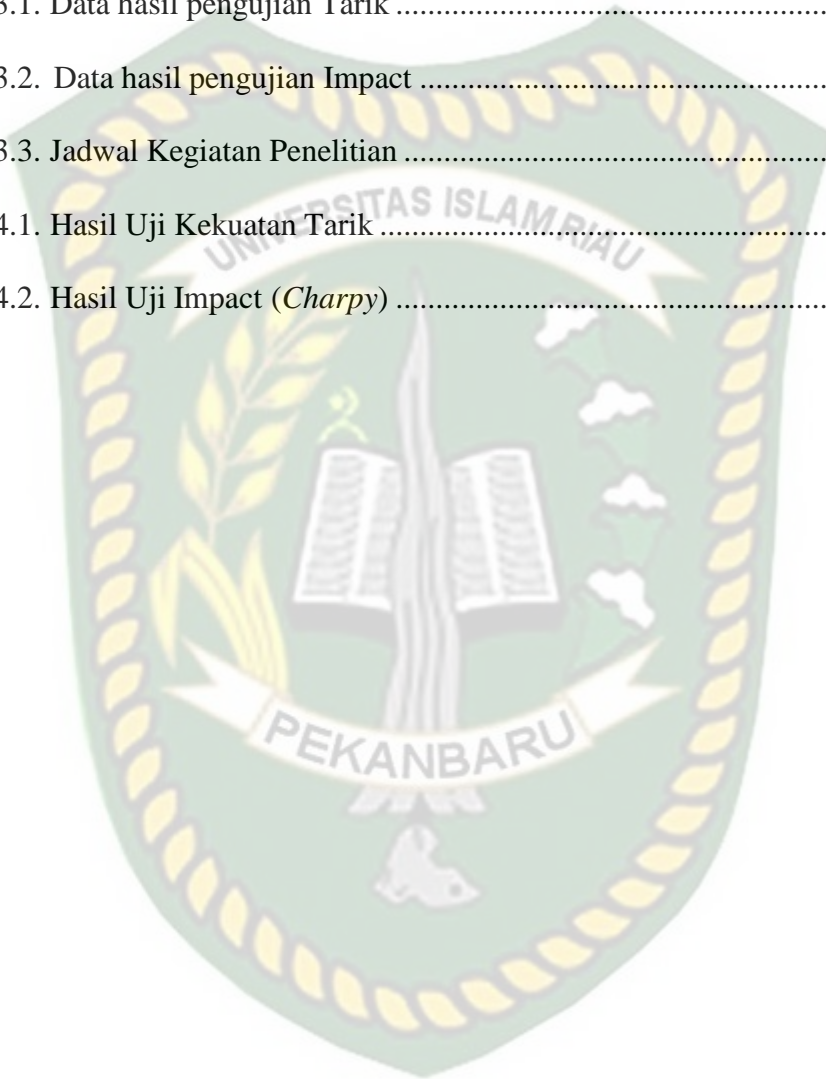 3.1. Data hasil pengujian Tarik ........................................................
3.2. Data hasil pengujian Impact .....................................................
3.3. Jadwal Kegiatan Penelitian .......................................................
UNIVERSITAS ISLAM RIAU
4.1. Hasil Uji Kekuatan Tarik ..........................................................
4.2. Hasil Uji Impact (Charpy) ........................................................
PEKANBARU